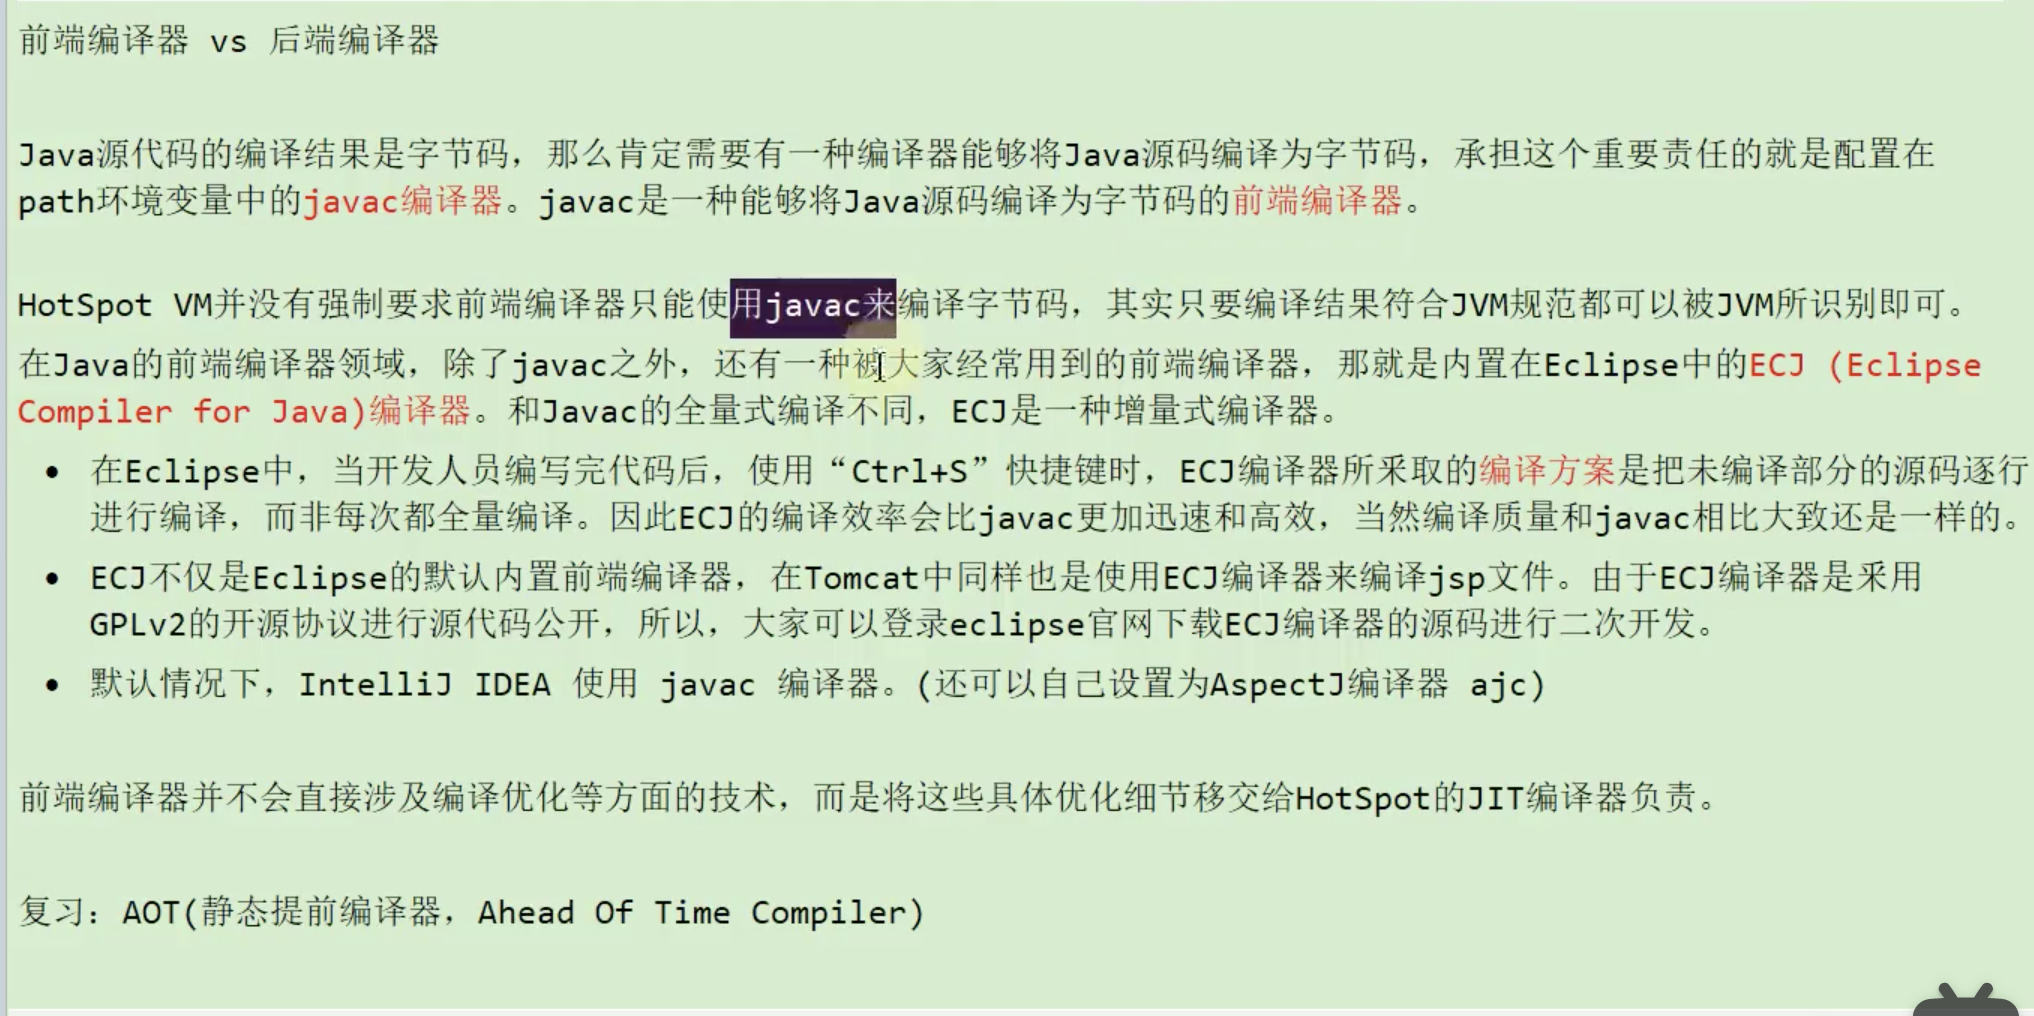 前端编译器 vs 后端编译器
Java源代码的编译结果是字节码，那么肯定需要有一种编译器能够将Java源码编译为字节码，承担这个重要责任的就是配置在
path环境变量中的javac编译器。javac是一种能够将Java源码编译为字节码的前端编译器。
HotSpot VM并没有强制要求前端编译器只能使用javac来编译字节码，其实只要编译结果符合JVM规范都可以被JVM所识别即可。
在Java的前端编译器领域，除了javac之外，还有一种被大家经常用到的前端编译器，那就是内置在Eclipse中的ECJ (Eclipse
Compiler for Java)编译器。和Javac的全量式编译不同，ECJ是一种增量式编译器。
• 在Eclipse中，当开发人员编写完代码后，使用“Ctrl+S”快捷键时，ECJ编译器所采取的编译方案是把未编译部分的源码逐行
进行编译，而非每次都全量编译。因此ECJ的编译效率会比javac更加迅速和高效，当然编译质量和javac相比大致还是一样的。
• ECJ不仅是Eclipse的默认内置前端编译器，在Tomcat中同样也是使用ECJ编译器来编译jsp文件。由于ECJ编译器是采用
GPLv2的开源协议进行源代码公开，所以，大家可以登录eclipse官网下载ECJ编译器的源码进行二次开发。
• 默认情况下，IntelliJ IDEA 使用 javac 编译器。(还可以自己设置为AspectJ编译器 ajc)
前端编译器并不会直接涉及编译优化等方面的技术，而是将这些具体优化细节移交给HotSpot的JIT编译器负责。
复习：AOT(静态提前编译器，Ahead Of Time Compiler)